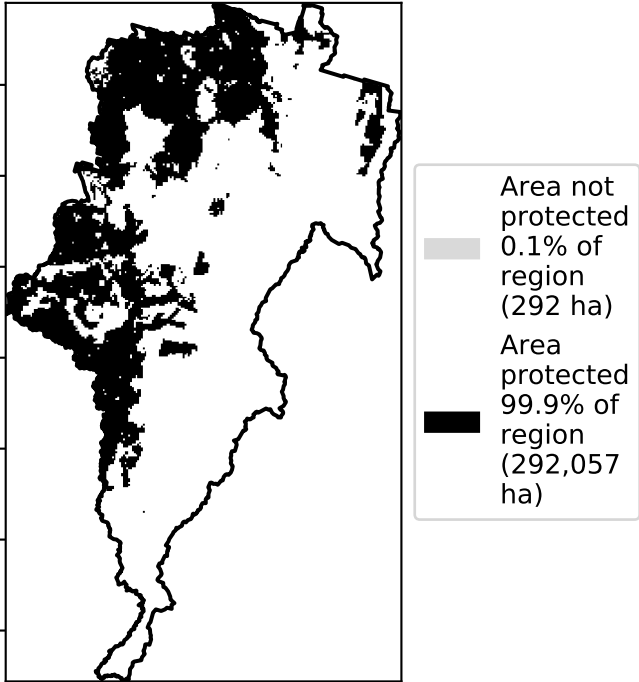 Area not
protected
0.1% of
region
(292 ha)
Area
protected
99.9% of
region
(292,057
ha)